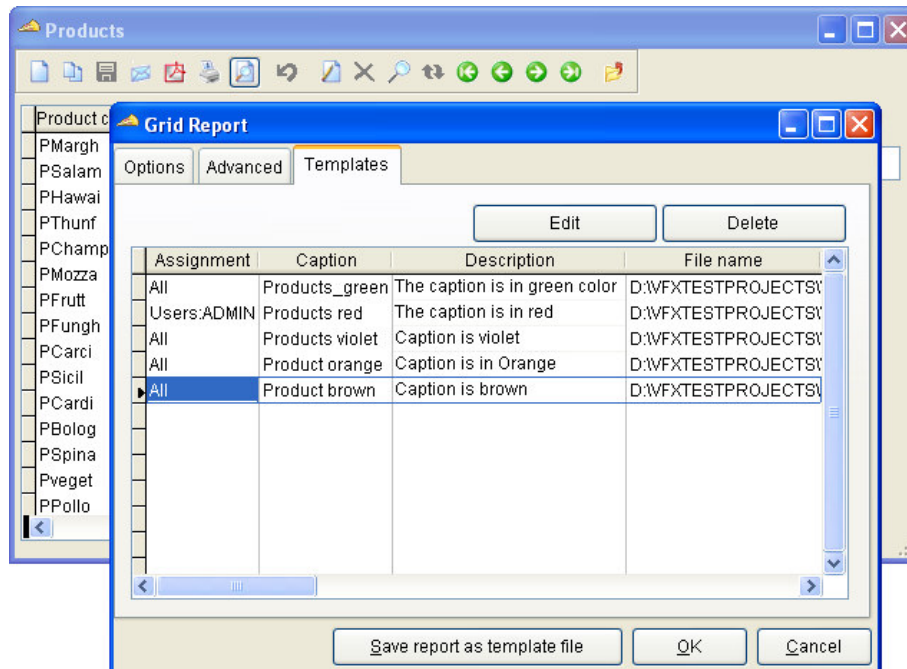 Products
Product c
PMargh
PSalam
PHawai
PThunf
PChamp
PMozza
PFrutt
PFungh
PCarci
PSicil
PCardi
PBolog
PSpina
Pveget
PPollo
Grid Report
Options Advanced Templates
Edit Delete
Assignment Caption Description File name
All Products_green The caption is in green color D:\VFXTESTPROJECTS\
Users:ADMIN Products red The caption is in red D:\VFXTESTPROJECTS\
All Products violet Caption is violet D:\VFXTESTPROJECTS\
All Product orange Caption is in Orange D:\VFXTESTPROJECTS\
All Product brown Caption is brown D:\VFXTESTPROJECTS\
Save report as template file OK Cancel